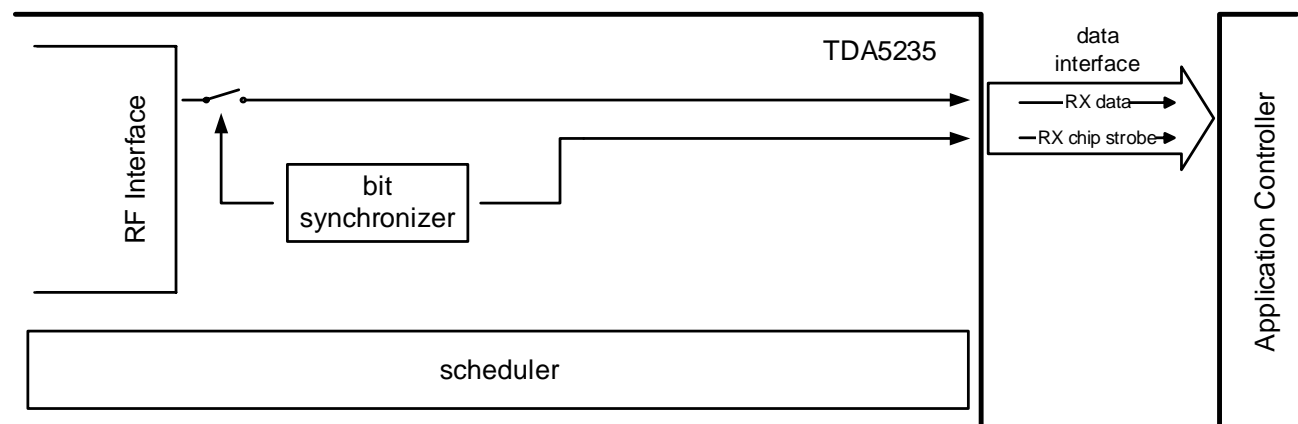 TDA5235
data
interface
RX data
RX chip strobe
RF Interface
bit
synchronizer
Application Controller
scheduler